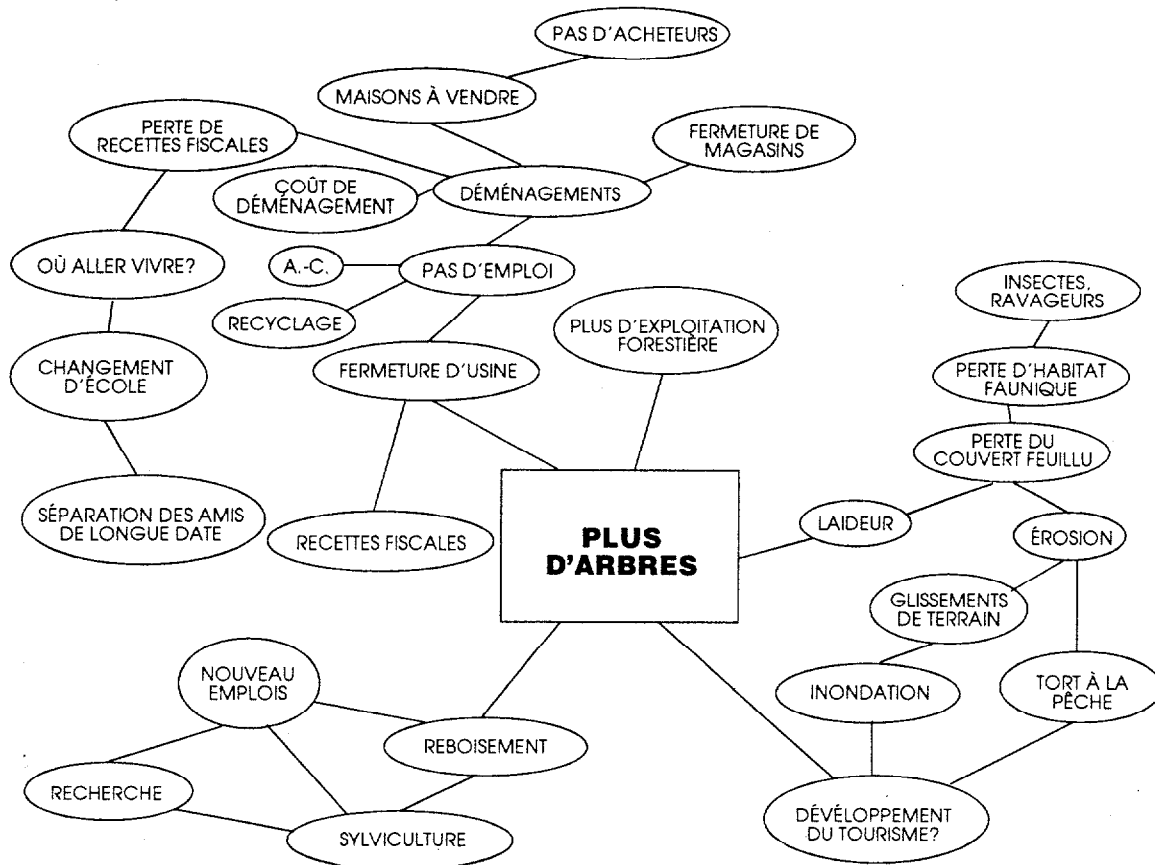 PAS D'ACHETEURS
MAISONS À VENDRE
PERTE DE
RECETTES FISCALES
FERMETURE DE
MAGASINS
COÛT DE
DÉMÉNAGEMENT
DÉMÉNAGEMENTS
OÙ ALLER VIVRE?
A.-C.
PAS D'EMPLOI
RECYCLAGE
INSECTES,
RAVAGEURS
PLUS D'EXPLOITATION
FORESTIÈRE
CHANGEMENT
D'ÉCOLE
FERMETURE D'USINE
PERTE D'HABITAT
FAUNIQUE
PERTE DU
COUVERT FEUILLU
SÉPARATION DES AMIS
DE LONGUE DATE
RECETTES FISCALES
PLUS
D'ARBRES
LAIDEUR
ÉROSION
GLISSEMENTS
DE TERRAIN
NOUVEAU
EMPLOIS
INONDATION
TORT À LA
PÊCHE
REBOISEMENT
RECHERCHE
SYLVICULTURE
DÉVÉLOPPEMENT
DU TOURISME?